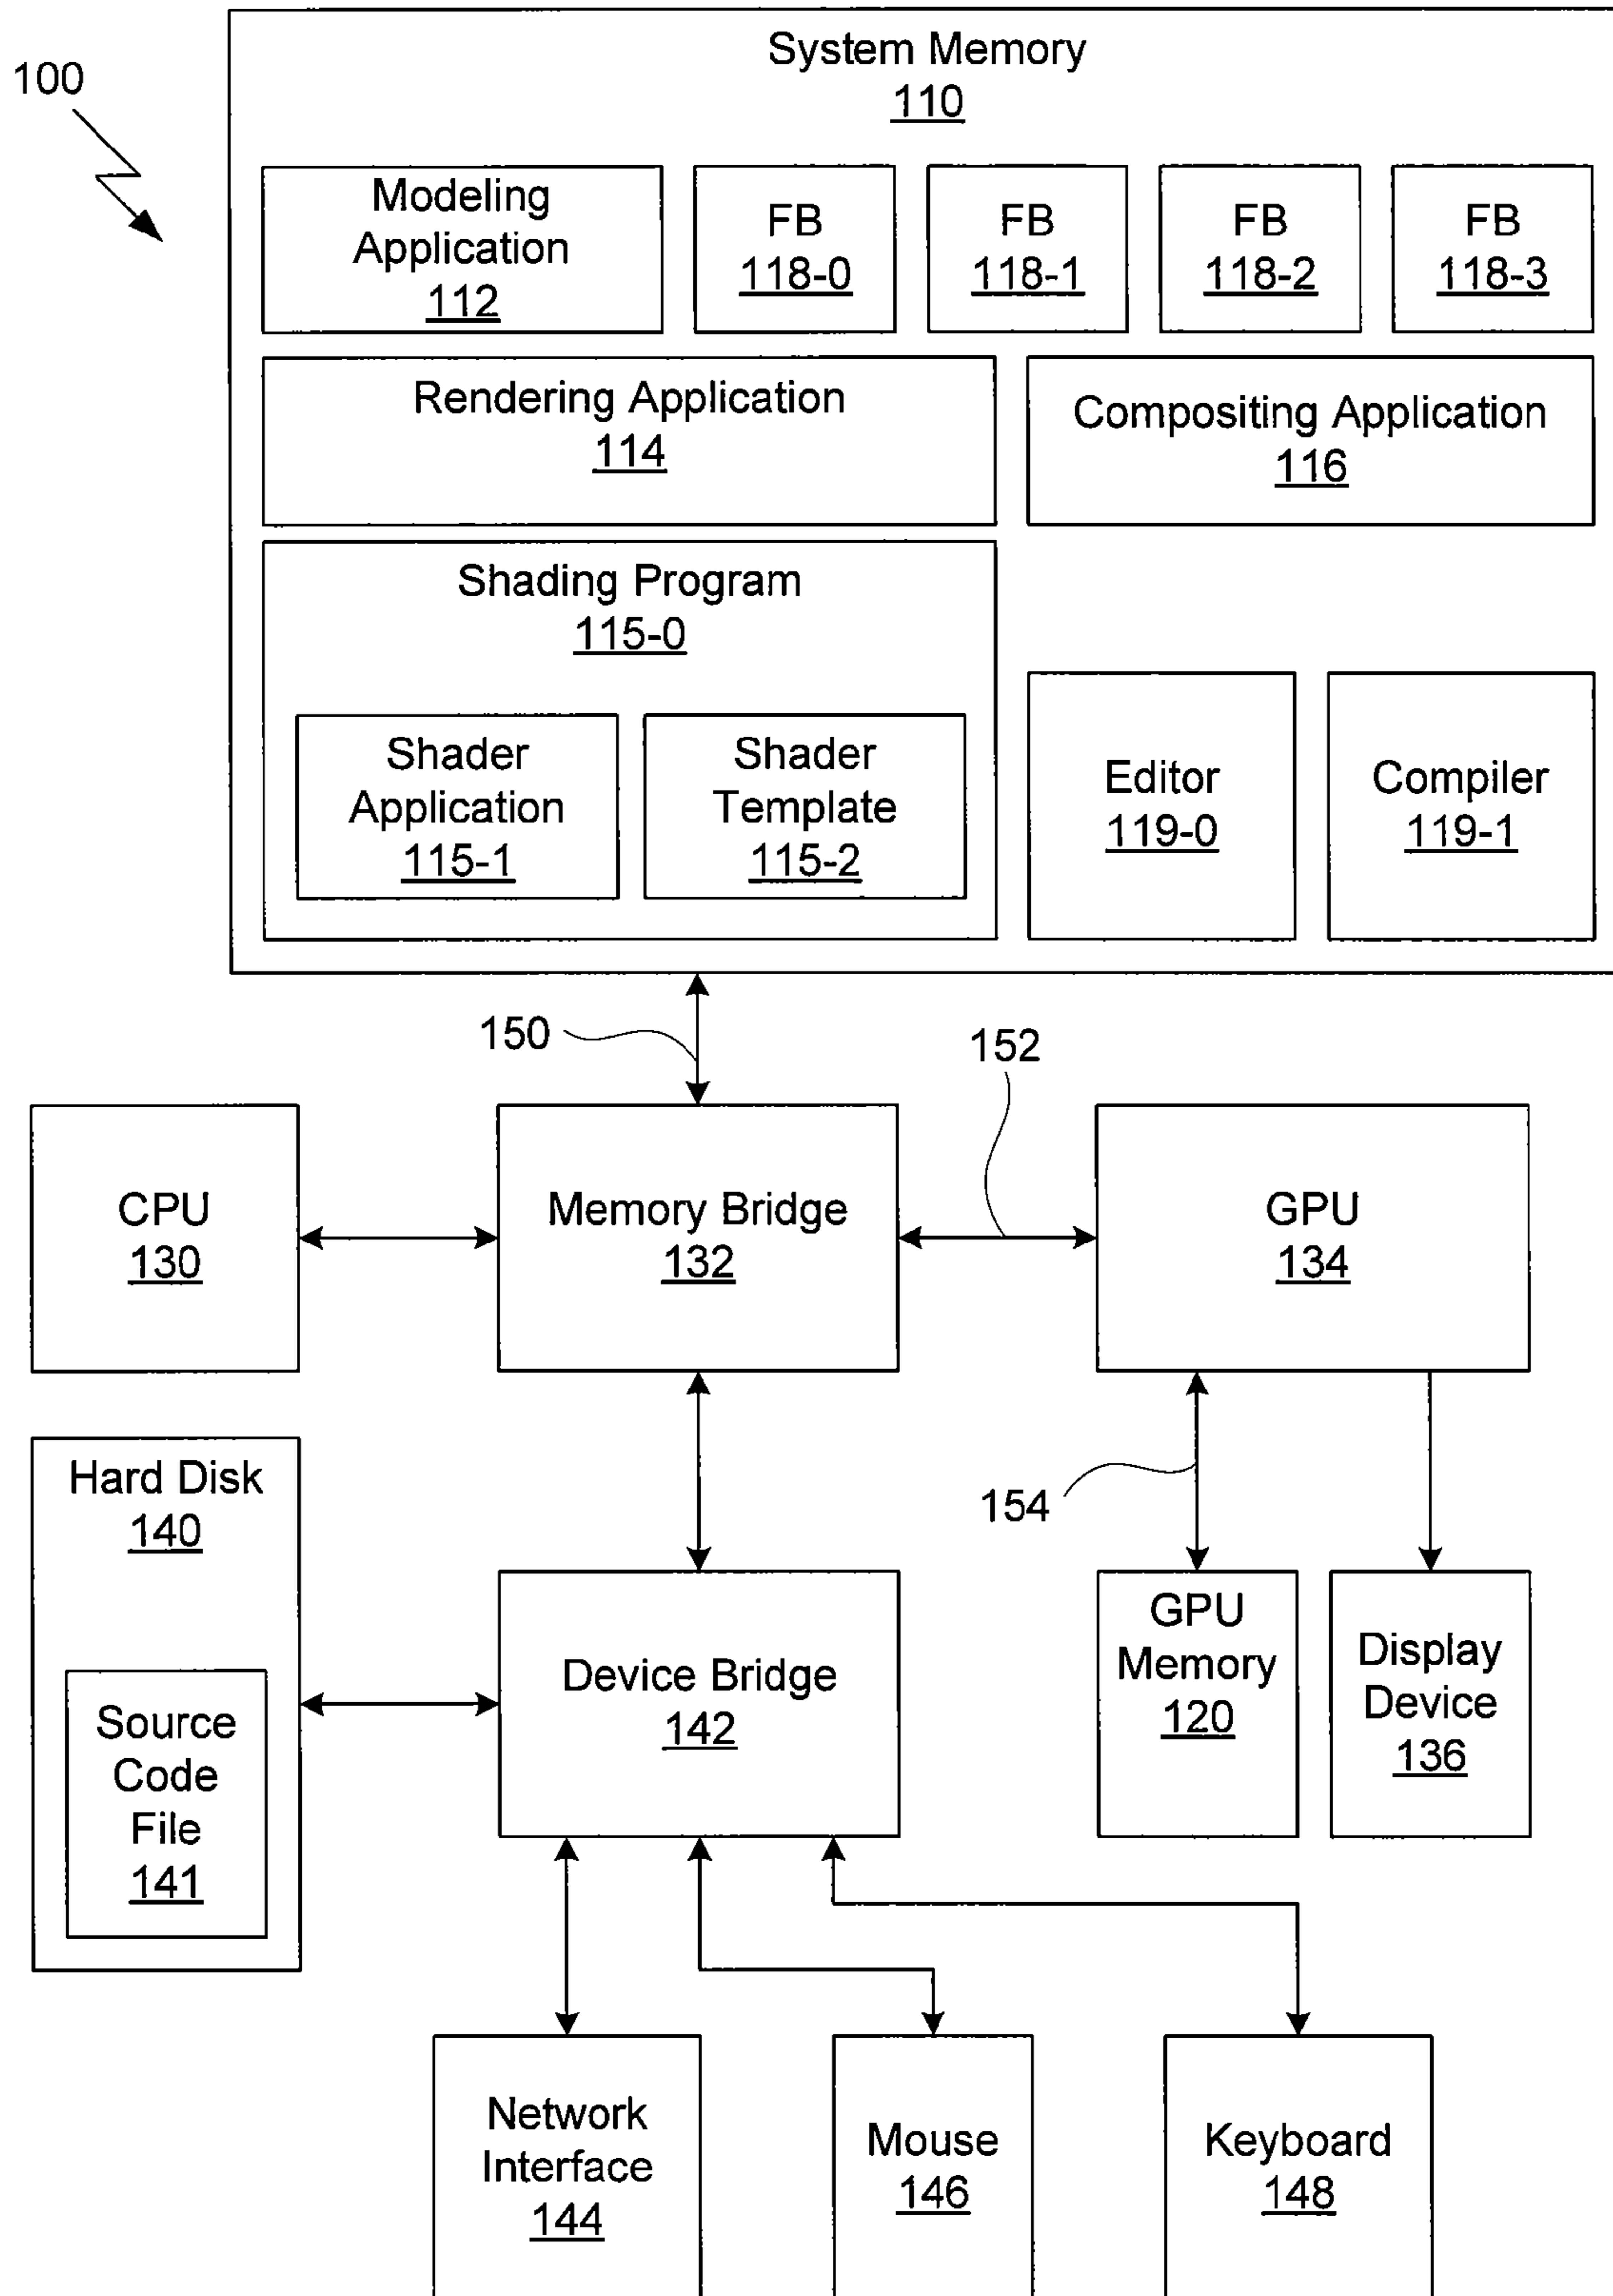 100
System Memory
110
Modeling
Application
112
FB
118-0
FB
118-1
FB
118-2
FB
118-3
Rendering Application
114
Compositing Application
116
Shading Program
115-0
Shader
Application
115-1
Shader
Template
115-2
Editor
119-0
Compiler
119-1
150
152
CPU
130
Memory Bridge
132
GPU
134
Hard Disk
140
Source
Code
File
141
154
Device Bridge
142
GPU
Memory
120
Display
Device
136
Network
Interface
144
Mouse
146
Keyboard
148